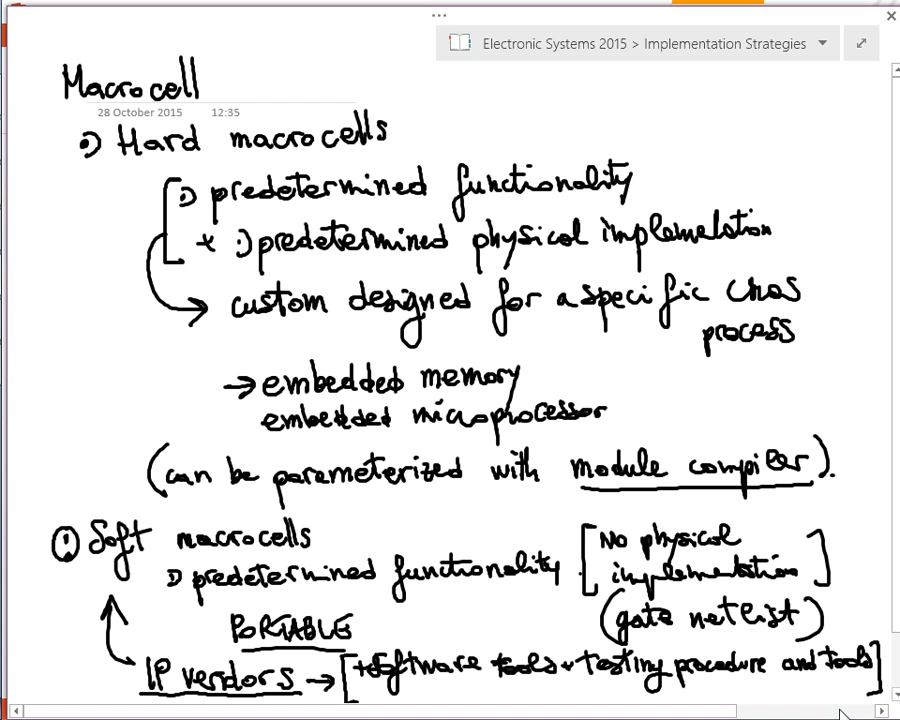 Electronic Systems 2015 > Implementation Strategies
Macrocell
28 October 2015 12:35
Hard macrocells
predetermined functionality
* predetermined physical implemetation
custom designed for a specific CMOS
process
→ embedded memory
embedded microprocessor
(can be parameterized with module compiler).
Soft macrocells
predetermined functionality [No physical
implementation]
(gate netlist)
PORTABLE
IP vendors → [+software tools + testing procedure and tools]